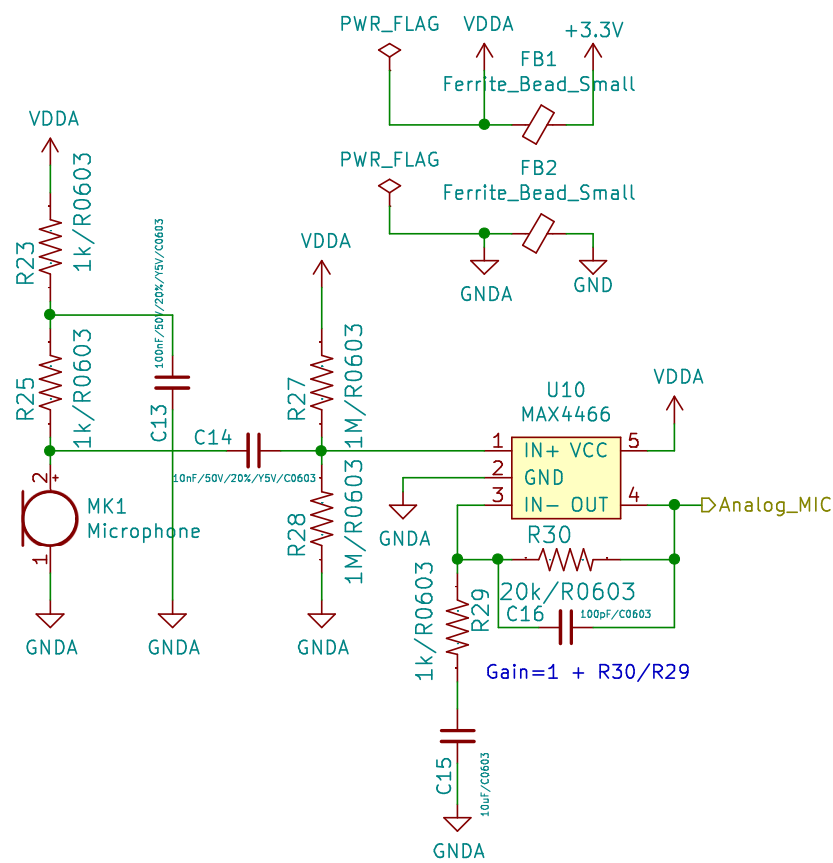 PWR_FLAG
VDDA
+3.3V
FB1
Ferrite_Bead_Small
PWR_FLAG
FB2
Ferrite_Bead_Small
GNDA
GND
VDDA
R23
1k/R0603
100nF/50V/20%/Y5V/C0603
C13
R25
1k/R0603
VDDA
R27
1M/R0603
C14
10nF/50V/20%/Y5V/C0603
R28
1M/R0603
2
+
MK1
Microphone
1
GNDA
GNDA
GNDA
U10
MAX4466
VDDA
1
IN+
VCC
5
2
GND
3
IN-
OUT
4
Analog_MIC
GNDA
R30
20k/R0603
C16
100pF/C0603
R29
1k/R0603
Gain=1 + R30/R29
C15
10uF/C0603
GNDA